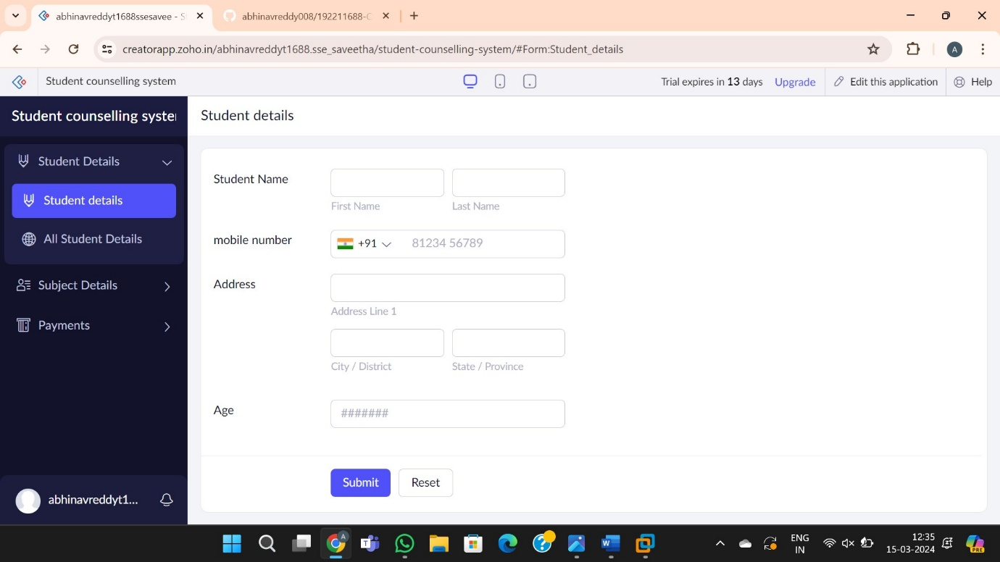 abhinavreddyt1688ssesavee - S
abhinavreddy008/192211688-C
creatorapp.zoho.in/abhinavreddyt1688.sse_saveetha/student-counselling-system/#Form:Student_details
A
Student counselling system
Trial expires in 13 days
Upgrade
Edit this application
Help
Student counselling syster
Student details
Student Details
Student details
All Student Details
Subject Details
Payments
Student Name
First Name
Last Name
mobile number
+91
81234 56789
Address
Address Line 1
City / District
State / Province
Age
#######
Submit
Reset
abhinavreddyt1...
A
T
W
ENG
IN
12:35
15-03-2024
PRE